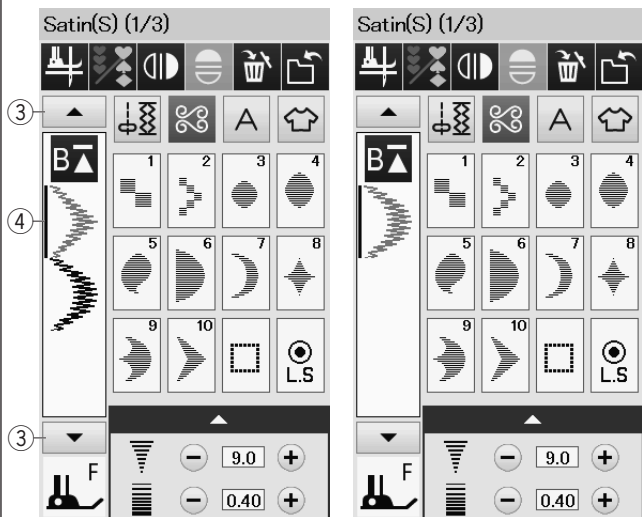 Satin(S) (1/3)
③
A
B
1 2 3 4
④
5 6 7 8
9 10
L.S
③
9.0
F
0.40
Satin(S) (1/3)
A
B
1 2 3 4
5 6 7 8
9 10
L.S
9.0
F
0.40